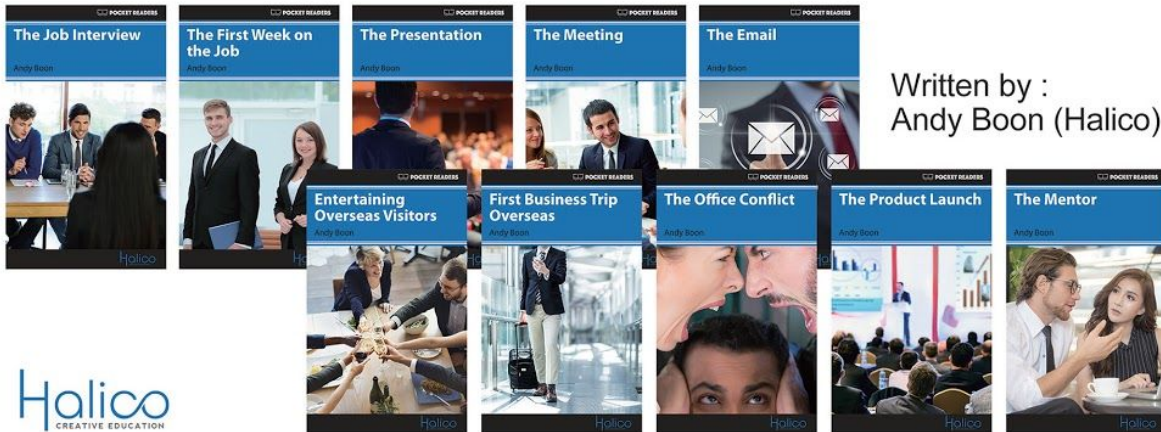 POCKET READERS
The Job Interview
Andy Boon
Halico
POCKET READERS
The First Week on
the Job
Andy Boon
POCKET READERS
The Presentation
Andy Boon
POCKET READERS
The Meeting
Andy Boon
POCKET READERS
The Email
Andy Boon
Written by :
Andy Boon (Halico)
POCKET READERS
Entertaining
Overseas Visitors
Andy Boon
Halico
POCKET READERS
First Business Trip
Overseas
Andy Boon
Halico
POCKET READERS
The Office Conflict
Andy Boon
Halico
POCKET READERS
The Product Launch
Andy Boon
Halico
POCKET READERS
The Mentor
Andy Boon
Halico
Halico
CREATIVE EDUCATION